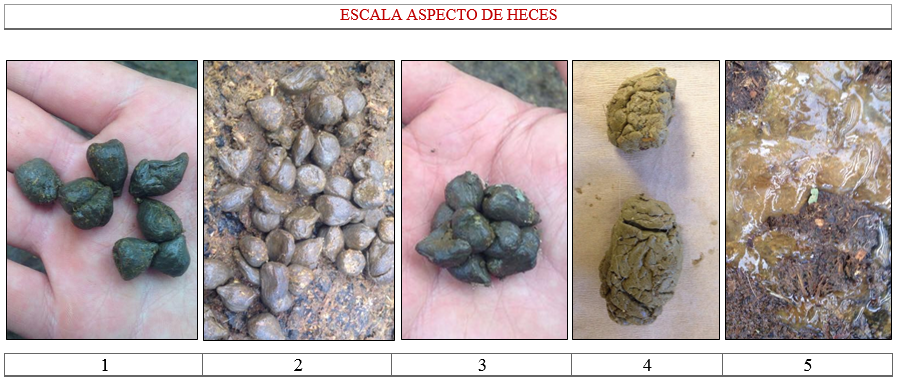 ESCALA ASPECTO DE HECES
1 2 3 4 5